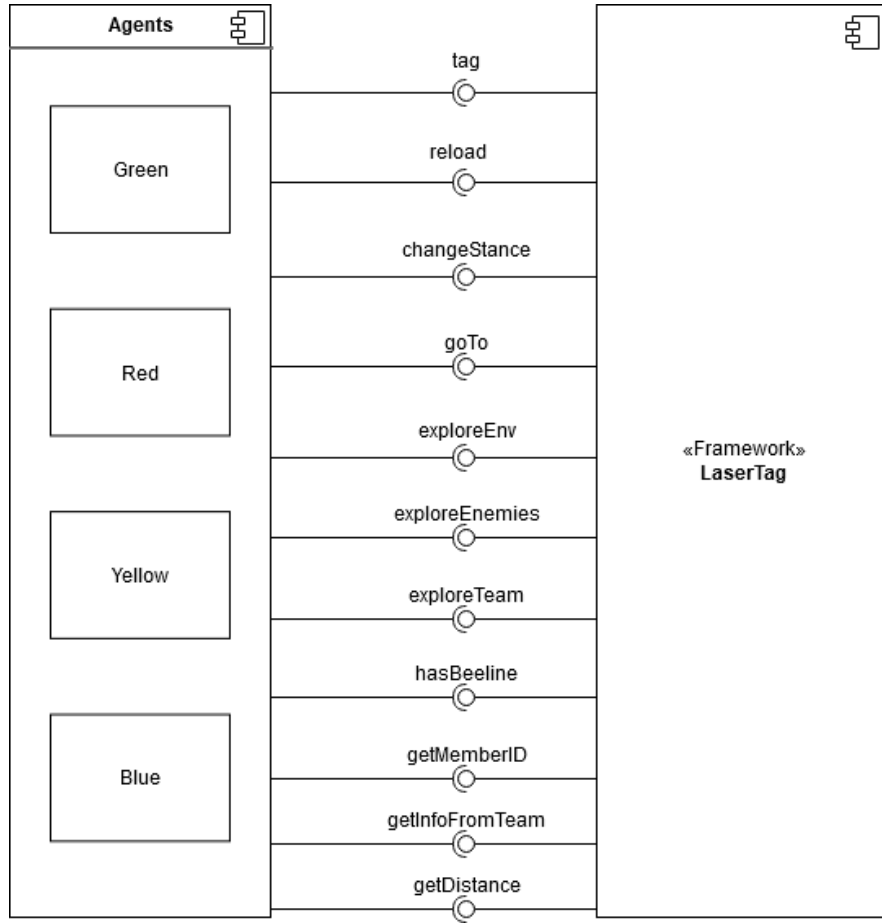 Agents
Green
Red
Yellow
Blue
tag
reload
changeStance
goTo
exploreEnv
exploreEnemies
exploreTeam
hasBeeline
getMemberID
getInfoFromTeam
getDistance
«Framework»
LaserTag